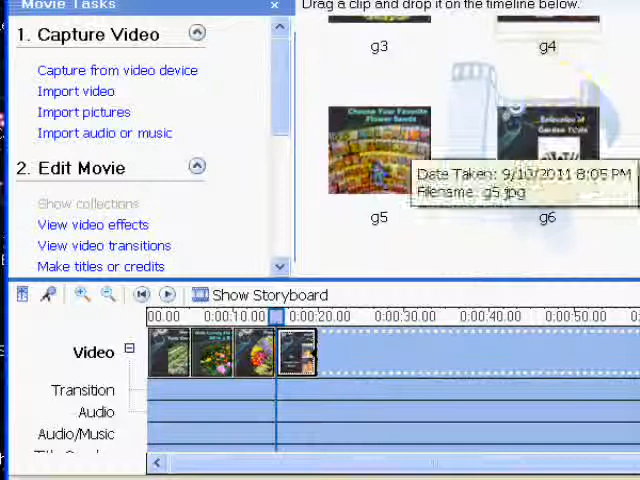 Movie Tasks
×
Drag a clip and drop it on the timeline below.
1. Capture Video
g3
g4
Capture from video device
Import video
Import pictures
Import audio or music
Choose Your Favorite
Flower Seeds
Selection of
Garden Tools
2. Edit Movie
Date Taken: 9/10/2011 8:05 PM
Filename: g5.jpg
Show collections
g5
g6
View video effects
View video transitions
Make titles or credits
Show Storyboard
00.00
0:00:10.00
0:00:20.00
0:00:30.00
0:00:40.00
0:00:50.00
Video
Transition
Audio
Audio/Music